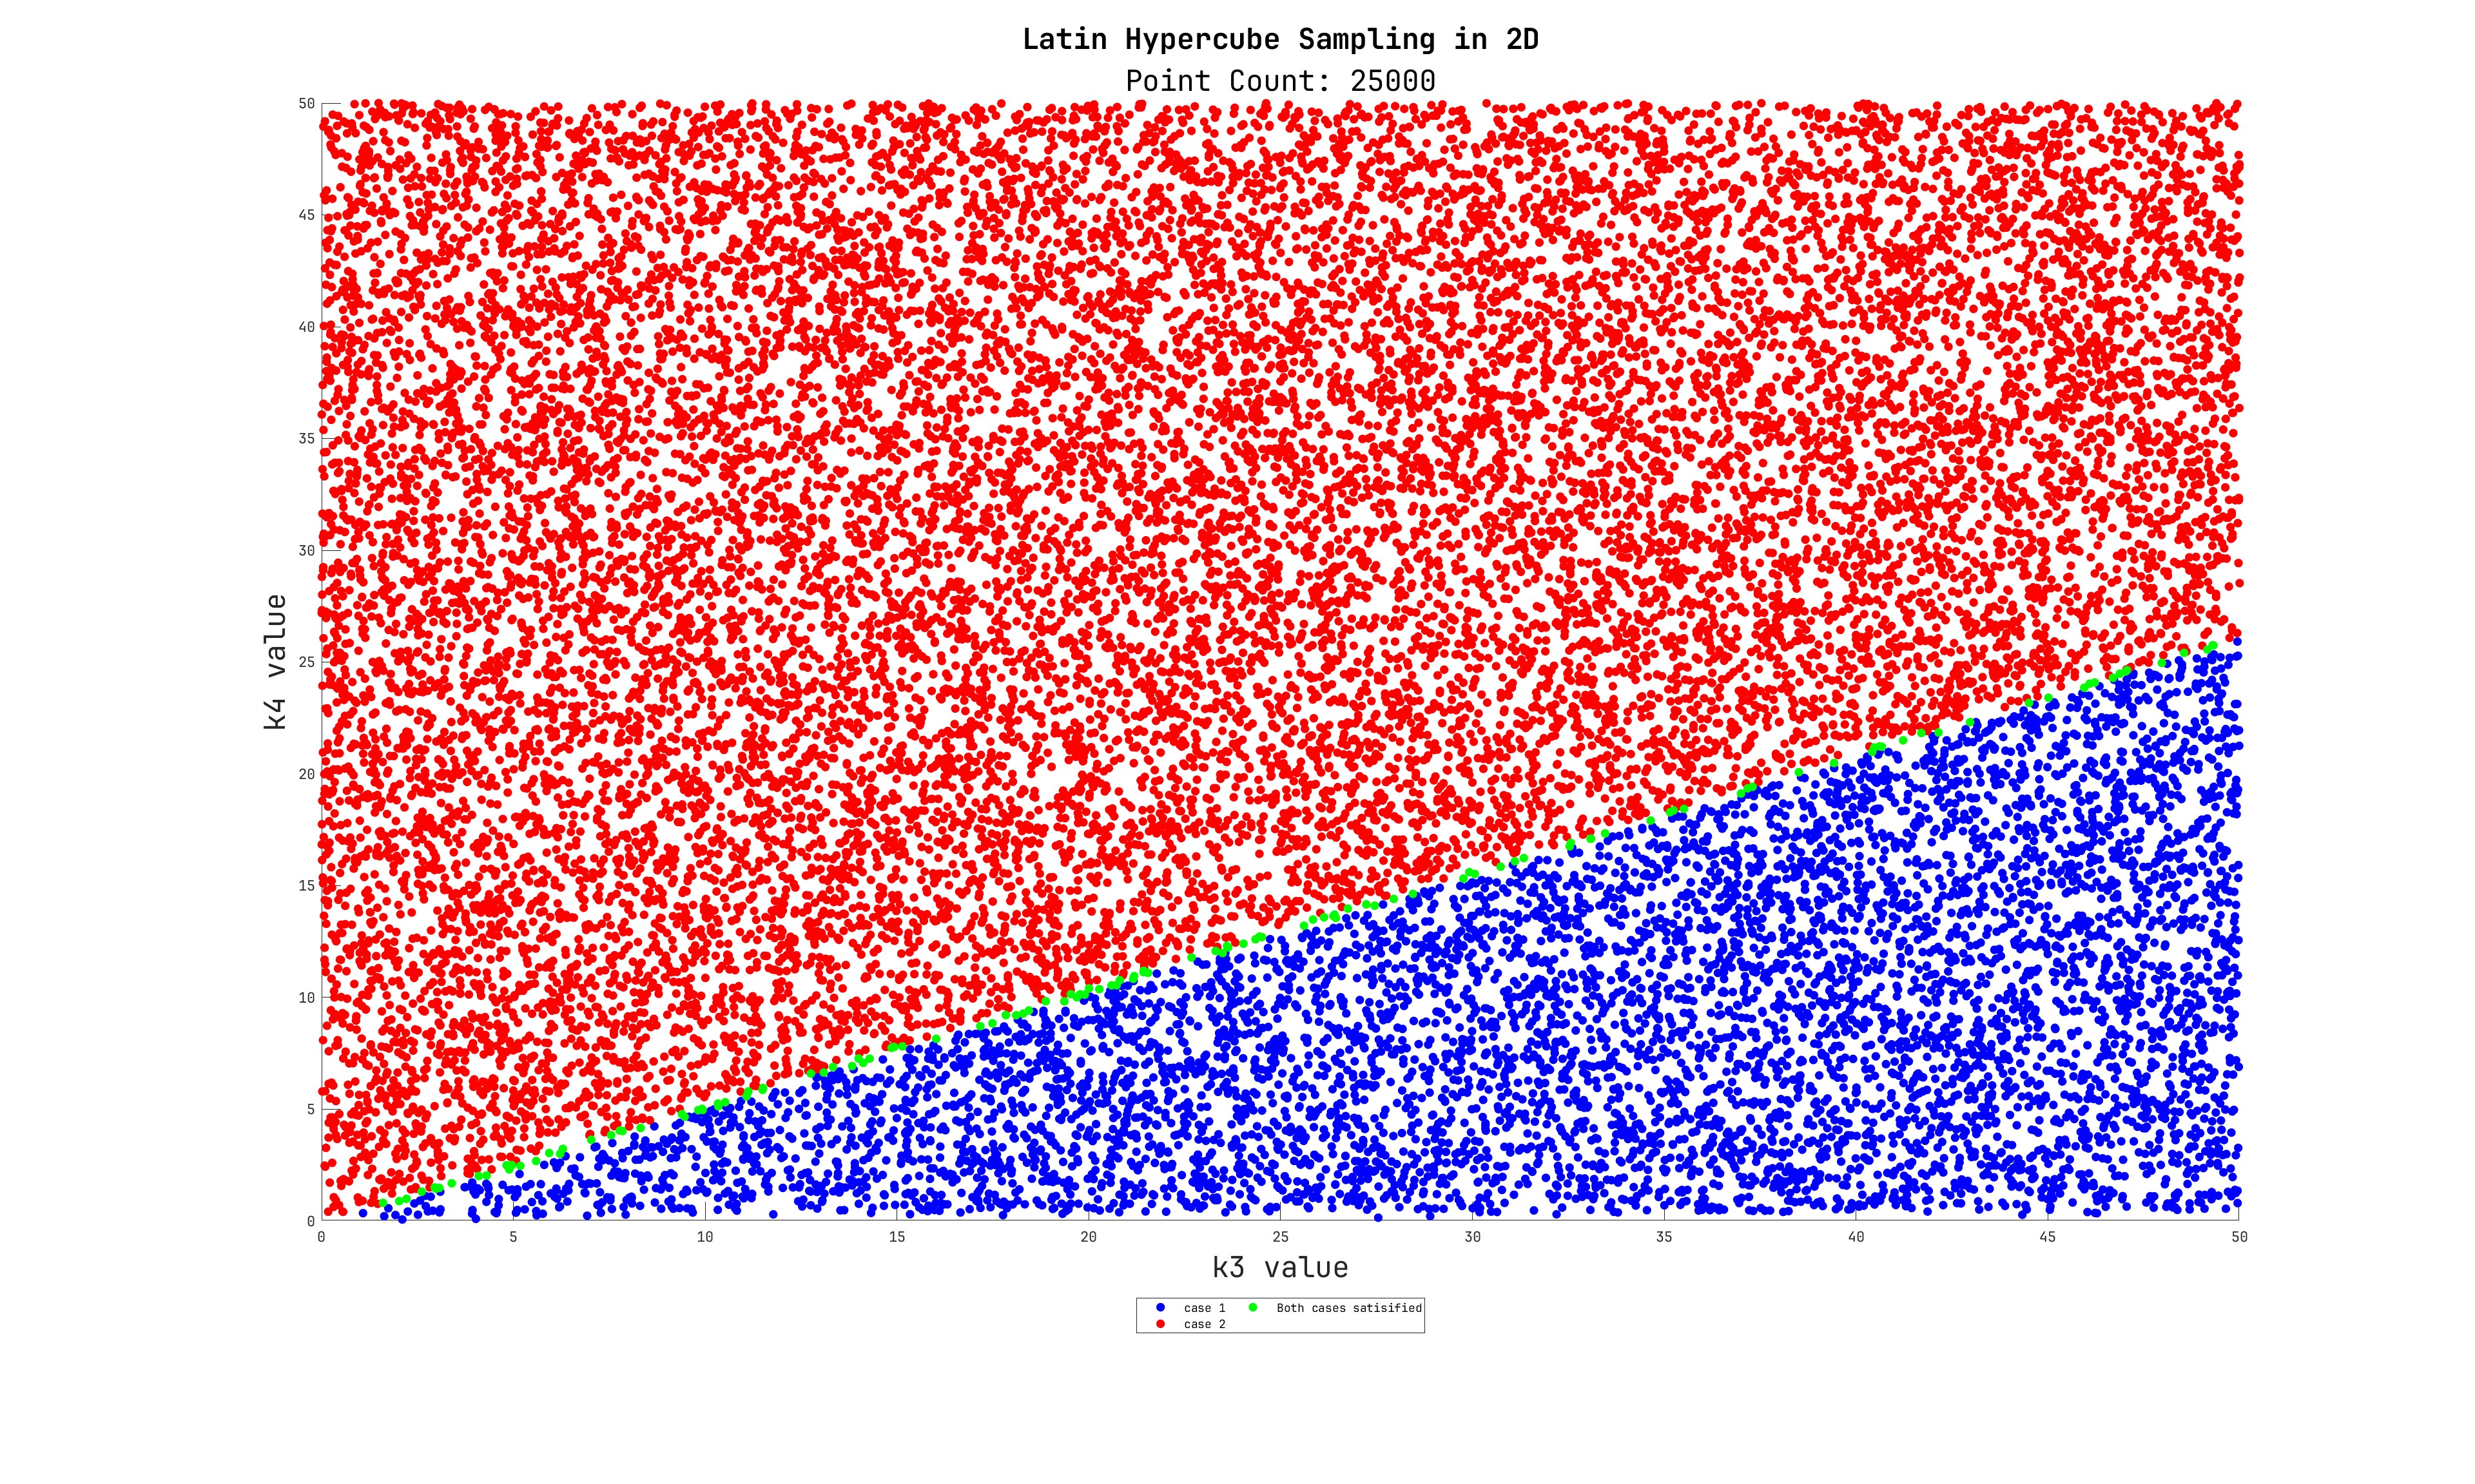 Latin Hypercube Sampling in 2D
Point Count: 25000
50
45
40
35
30
25
20
15
10
5
0
k4 value
0 5 10 15 20 25 30 35 40 45 50
k3 value
case 1 Both cases satisified
case 2